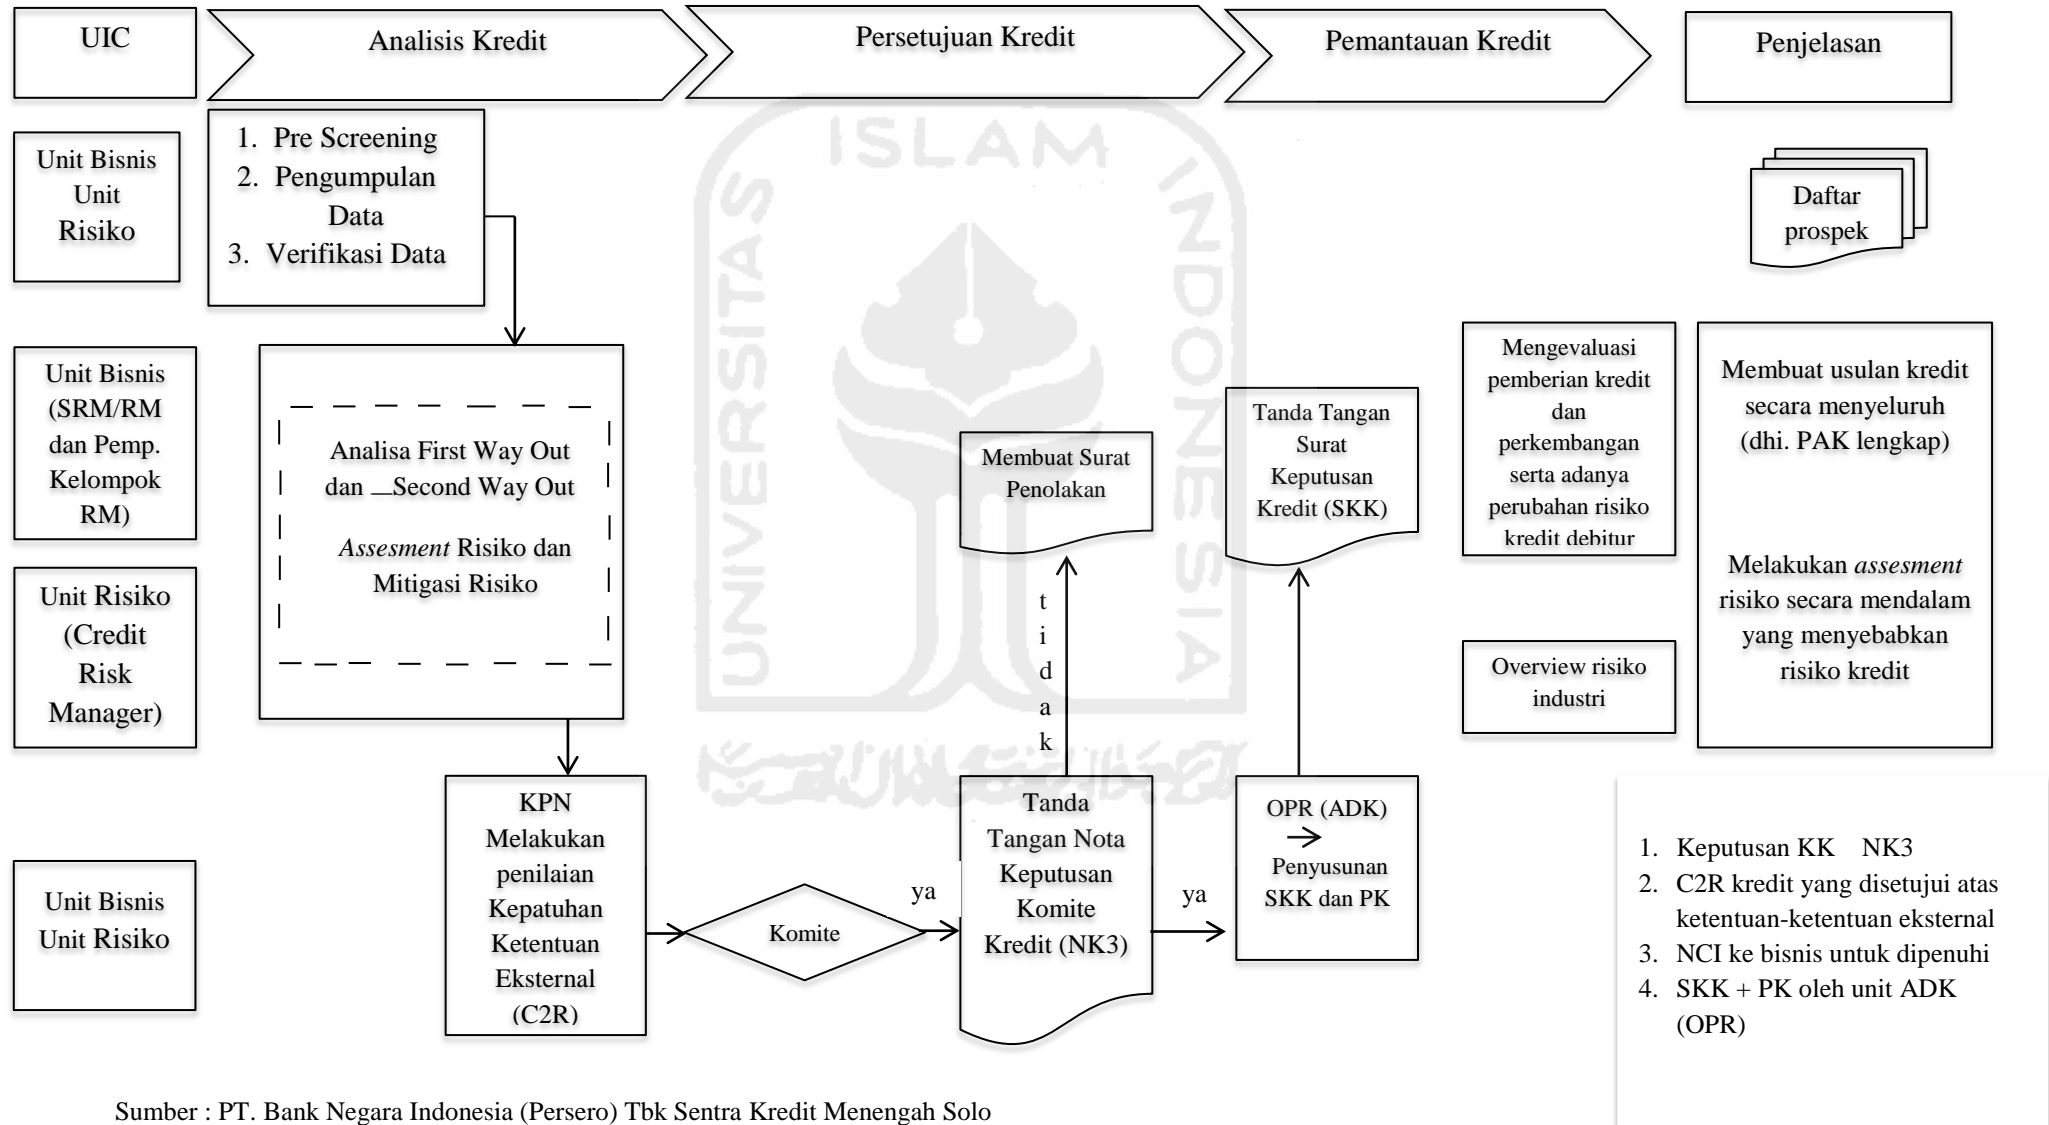 UIC
Analisis Kredit
Persetujuan Kredit
Pemantauan Kredit
Penjelasan
Unit Bisnis
Unit
Risiko
1. Pre Screening
2. Pengumpulan
Data
3. Verifikasi Data
Daftar
prospek
Unit Bisnis
(SRM/RM
dan Pemp.
Kelompok
RM)
Analisa First Way Out
dan Second Way Out
Assesment Risiko dan
Mitigasi Risiko
Membuat Surat
Penolakan
Tanda Tangan
Surat
Keputusan
Kredit (SKK)
Mengevaluasi
pemberian kredit
dan
perkembangan
serta adanya
perubahan risiko
kredit debitur
Membuat usulan kredit
secara menyeluruh
(dhi. PAK lengkap)
Melakukan assesment
risiko secara mendalam
yang menyebabkan
risiko kredit
Unit Risiko
(Credit
Risk
Manager)
t
i
d
a
k
Overview risiko
industri
KPN
Melakukan
penilaian
Kepatuhan
Ketentuan
Eksternal
(C2R)
Komite
ya
Tanda
Tangan Nota
Keputusan
Komite
Kredit (NK3)
ya
OPR (ADK)
Penyusunan
SKK dan PK
Unit Bisnis
Unit Risiko
1. Keputusan KK NK3
2. C2R kredit yang disetujui atas
ketentuan-ketentuan eksternal
3. NCI ke bisnis untuk dipenuhi
4. SKK + PK oleh unit ADK
(OPR)
Sumber : PT. Bank Negara Indonesia (Persero) Tbk Sentra Kredit Menengah Solo
UNIVERSITAS
ISLAM
INDONESIA